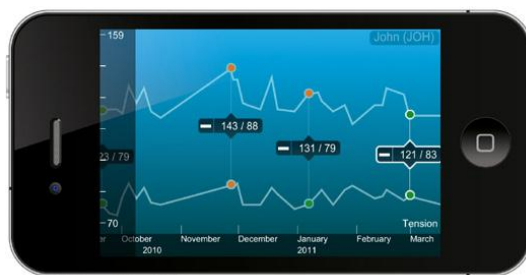 159
John (JOH)
143 / 88
131 / 79
23 / 79
121 / 83
70
Tension
October
November
December
January
February
March
2010
2011